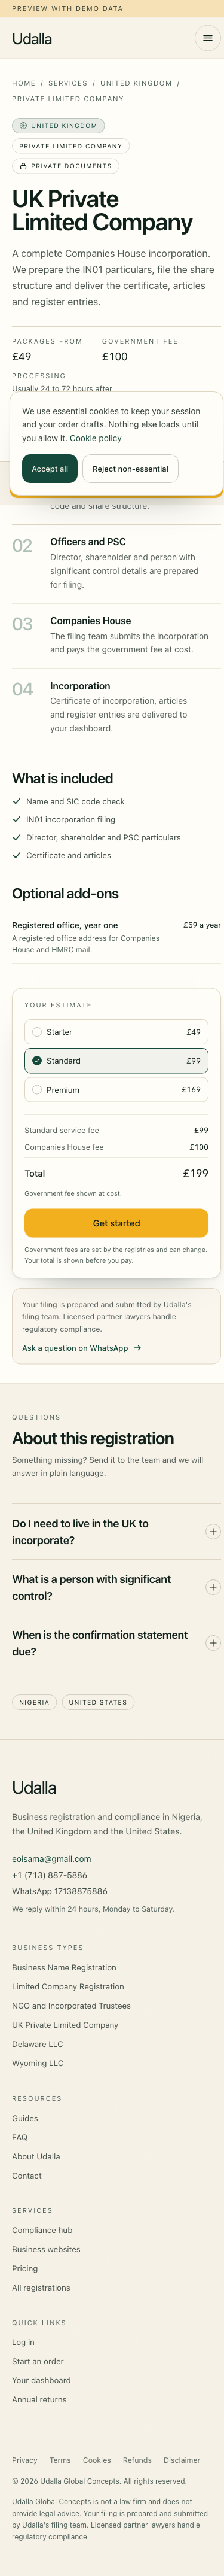 PREVIEW WITH DEMO DATA
Udalla
HOME / SERVICES / UNITED KINGDOM /
PRIVATE LIMITED COMPANY
UNITED KINGDOM
PRIVATE LIMITED COMPANY
PRIVATE DOCUMENTS
UK Private
Limited Company
A complete Companies House incorporation.
We prepare the IN01 particulars, file the share
structure and deliver the certificate, articles
and register entries.
PACKAGES FROM
GOVERNMENT FEE
£49
£100
PROCESSING
Usually 24 to 72 hours after
We use essential cookies to keep your session
and your order drafts. Nothing else loads until
you allow it. Cookie policy
Accept all
Reject non-essential
code and share structure.
02
Officers and PSC
Director, shareholder and person with
significant control details are prepared
for filing.
03
Companies House
The filing team submits the incorporation
and pays the government fee at cost.
04
Incorporation
Certificate of incorporation, articles
and register entries are delivered to
your dashboard.
What is included
Name and SIC code check
IN01 incorporation filing
Director, shareholder and PSC particulars
Certificate and articles
Optional add-ons
Registered office, year one £59 a year
A registered office address for Companies
House and HMRC mail.
YOUR ESTIMATE
Starter £49
Standard £99
Premium £169
Standard service fee £99
Companies House fee £100
Total £199
Government fee shown at cost.
Get started
Government fees are set by the registries and can change.
Your total is shown before you pay.
Your filing is prepared and submitted by Udalla's
filing team. Licensed partner lawyers handle
regulatory compliance.
Ask a question on WhatsApp →
QUESTIONS
About this registration
Something missing? Send it to the team and we will
answer in plain language.
Do I need to live in the UK to
incorporate?
What is a person with significant
control?
When is the confirmation statement
due?
NIGERIA
UNITED STATES
Udalla
Business registration and compliance in Nigeria,
the United Kingdom and the United States.
eoisama@gmail.com
+1 (713) 887-5886
WhatsApp 17138875886
We reply within 24 hours, Monday to Saturday.
BUSINESS TYPES
Business Name Registration
Limited Company Registration
NGO and Incorporated Trustees
UK Private Limited Company
Delaware LLC
Wyoming LLC
RESOURCES
Guides
FAQ
About Udalla
Contact
SERVICES
Compliance hub
Business websites
Pricing
All registrations
QUICK LINKS
Log in
Start an order
Your dashboard
Annual returns
Privacy Terms Cookies Refunds Disclaimer
© 2026 Udalla Global Concepts. All rights reserved.
Udalla Global Concepts is not a law firm and does not
provide legal advice. Your filing is prepared and submitted
by Udalla's filing team. Licensed partner lawyers handle
regulatory compliance.